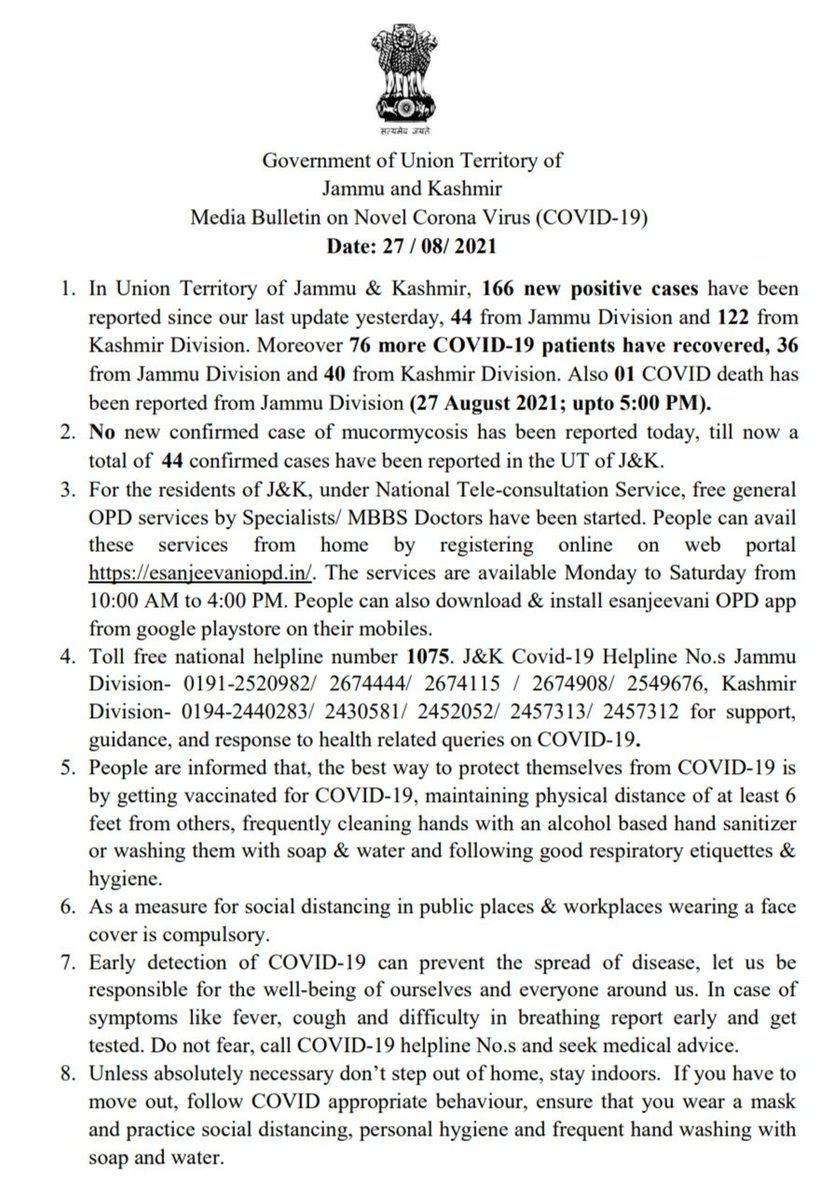 सत्यमेव जयते
Government of Union Territory of
Jammu and Kashmir
Media Bulletin on Novel Corona Virus (COVID-19)
Date: 27 / 08/ 2021
1. In Union Territory of Jammu & Kashmir, 166 new positive cases have been
reported since our last update yesterday, 44 from Jammu Division and 122 from
Kashmir Division. Moreover 76 more COVID-19 patients have recovered, 36
from Jammu Division and 40 from Kashmir Division. Also 01 COVID death has
been reported from Jammu Division (27 August 2021; upto 5:00 PM).
2. No new confirmed case of mucormycosis has been reported today, till now a
total of 44 confirmed cases have been reported in the UT of J&K.
3. For the residents of J&K, under National Tele-consultation Service, free general
OPD services by Specialists/ MBBS Doctors have been started. People can avail
these services from home by registering online on web portal
https://esanjeevaniopd.in/. The services are available Monday to Saturday from
10:00 AM to 4:00 PM. People can also download & install esanjeevani OPD app
from google playstore on their mobiles.
4. Toll free national helpline number 1075. J&K Covid-19 Helpline No.s Jammu
Division- 0191-2520982/ 2674444/ 2674115 / 2674908/ 2549676, Kashmir
Division- 0194-2440283/ 2430581/ 2452052/ 2457313/ 2457312 for support,
guidance, and response to health related queries on COVID-19.
5. People are informed that, the best way to protect themselves from COVID-19 is
by getting vaccinated for COVID-19, maintaining physical distance of at least 6
feet from others, frequently cleaning hands with an alcohol based hand sanitizer
or washing them with soap & water and following good respiratory etiquettes &
hygiene.
6. As a measure for social distancing in public places & workplaces wearing a face
cover is compulsory.
7. Early detection of COVID-19 can prevent the spread of disease, let us be
responsible for the well-being of ourselves and everyone around us. In case of
symptoms like fever, cough and difficulty in breathing report early and get
tested. Do not fear, call COVID-19 helpline No.s and seek medical advice.
8. Unless absolutely necessary don’t step out of home, stay indoors. If you have to
move out, follow COVID appropriate behaviour, ensure that you wear a mask
and practice social distancing, personal hygiene and frequent hand washing with
soap and water.